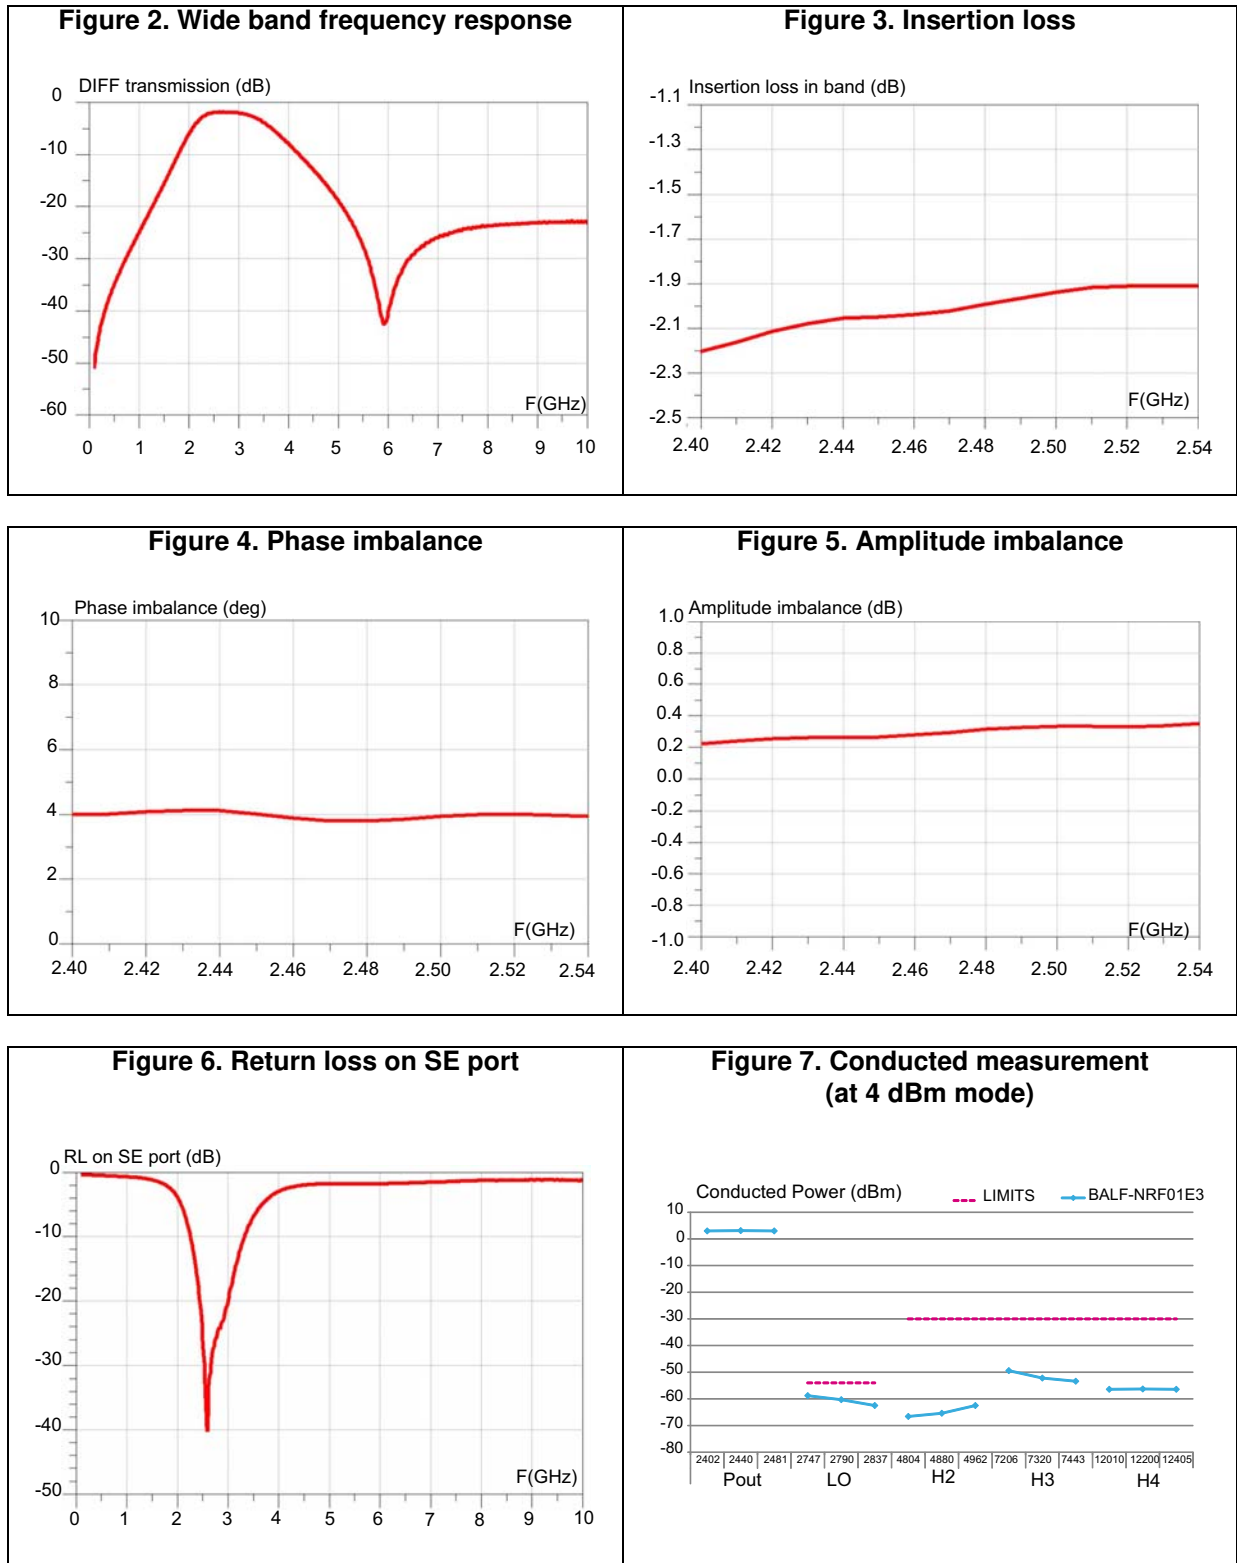 Figure 2. Wide band frequency response
DIFF transmission (dB)
0
-10
-20
-30
-40
-50
-60
F(GHz)
0 1 2 3 4 5 6 7 8 9 10
Figure 3. Insertion loss
Insertion loss in band (dB)
-1.1
-1.3
-1.5
-1.7
-1.9
-2.1
-2.3
-2.5
F(GHz)
2.40 2.42 2.44 2.46 2.48 2.50 2.52 2.54
Figure 4. Phase imbalance
Phase imbalance (deg)
10
8
6
4
2
0
F(GHz)
2.40 2.42 2.44 2.46 2.48 2.50 2.52 2.54
Figure 5. Amplitude imbalance
Amplitude imbalance (dB)
1.0
0.8
0.6
0.4
0.2
0.0
-0.2
-0.4
-0.6
-0.8
-1.0
F(GHz)
2.40 2.42 2.44 2.46 2.48 2.50 2.52 2.54
Figure 6. Return loss on SE port
RL on SE port (dB)
0
-10
-20
-30
-40
-50
F(GHz)
0 1 2 3 4 5 6 7 8 9 10
Figure 7. Conducted measurement
(at 4 dBm mode)
Conducted Power (dBm)
LIMITS
BALF-NRF01E3
10
0
-10
-20
-30
-40
-50
-60
-70
-80
2402 2440 2481 2747 2790 2837 4804 4880 4962 7206 7320 7443 12010 12200 12405
Pout LO H2 H3 H4